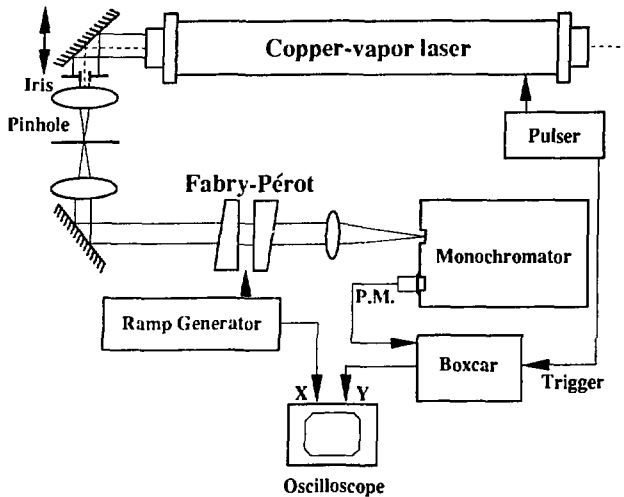 Copper-vapor laser
Iris
Pinhole
Pulser
Fabry-Pérot
Monochromator
P.M.
Ramp Generator
Boxcar
Trigger
X
Y
Oscilloscope